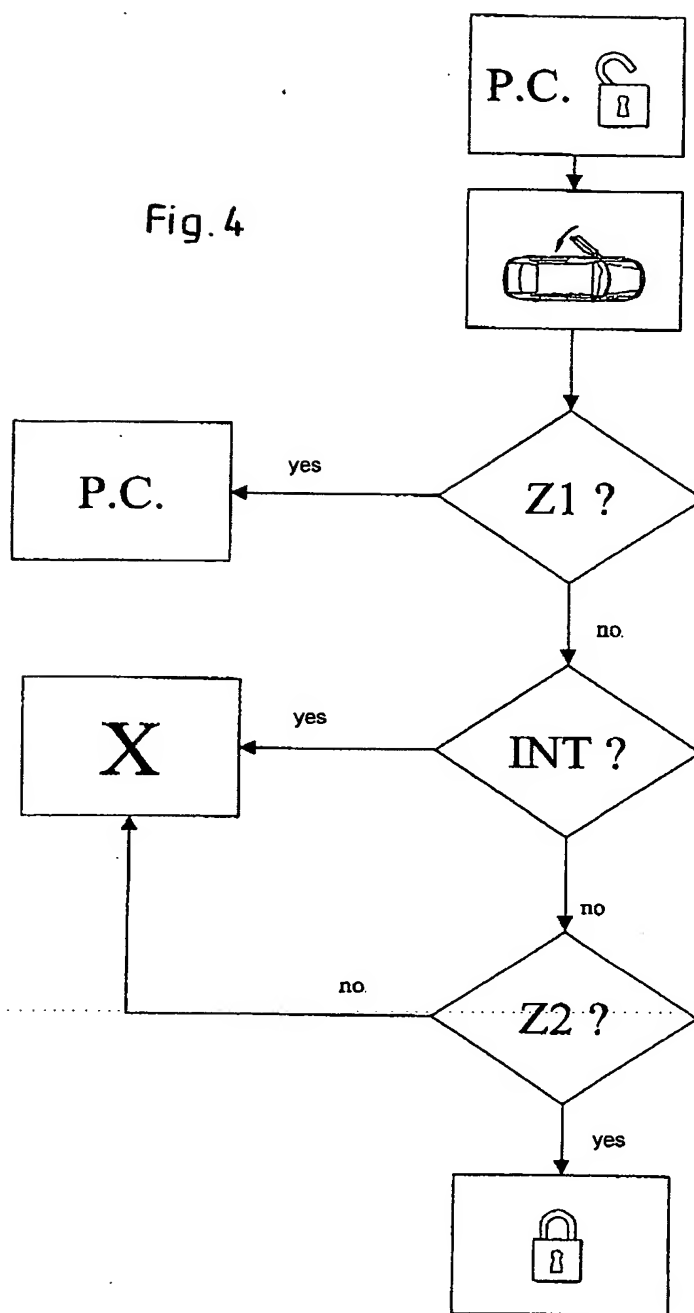 P.C.
Fig. 4
Z1 ?
yes
P.C.
no.
INT ?
yes
X
no
Z2 ?
no.
yes